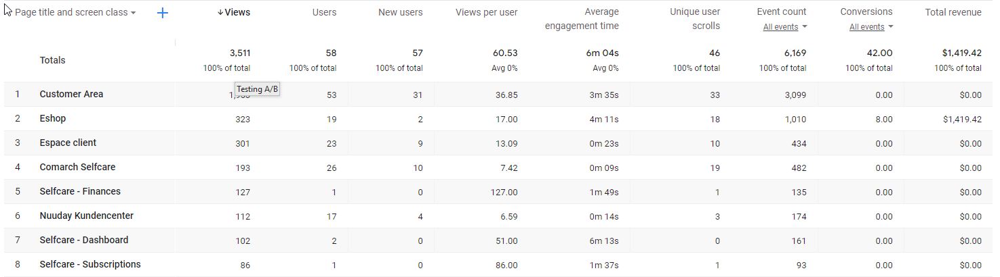 Page title and screen class + Views Users New users Views per user Average engagement time Unique user scrolls Event count All events Conversions All events Total revenue
Totals 3,511 58 57 60.53 6m 04s 46 6,169 42.00 $1,419.42
100% of total 100% of total 100% of total Avg 0% Avg 0% 100% of total 100% of total 100% of total 100% of total
Testing A/B
1 Customer Area 53 31 36.85 3m 35s 33 3,099 0.00 $0.00
2 Eshop 323 19 2 17.00 4m 11s 18 1,010 8.00 $1,419.42
3 Espace client 301 23 9 13.09 0m 23s 10 434 0.00 $0.00
4 Comarch Selfcare 193 26 10 7.42 0m 09s 19 482 0.00 $0.00
5 Selfcare - Finances 127 1 0 127.00 1m 49s 1 135 0.00 $0.00
6 Nuuday Kundencenter 112 17 4 6.59 0m 14s 3 174 0.00 $0.00
7 Selfcare - Dashboard 102 2 0 51.00 6m 13s 0 161 0.00 $0.00
8 Selfcare - Subscriptions 86 1 0 86.00 1m 37s 1 93 0.00 $0.00